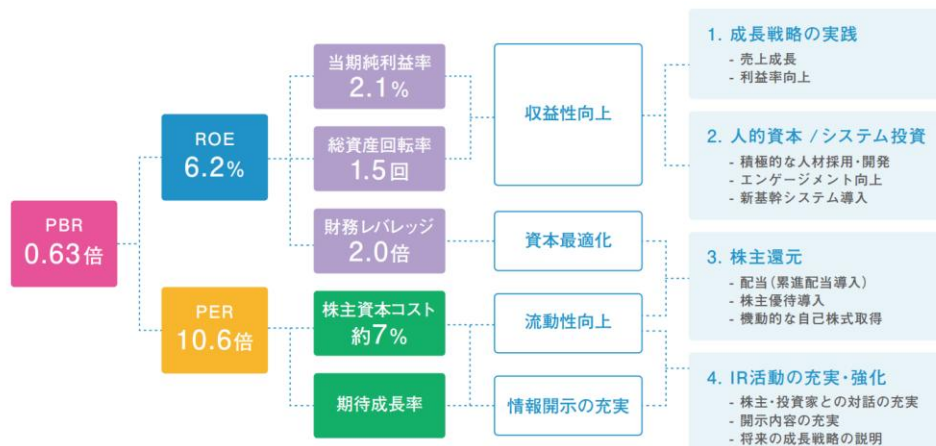 PBR
0.63倍
ROE
6.2%
PER
10.6倍
当期純利益率
2.1%
総資産回転率
1.5回
財務レバレッジ
2.0倍
株主資本コスト
約7%
期待成長率
収益性向上
資本最適化
流動性向上
情報開示の充実
1. 成長戦略の実践
- 売上成長
- 利益率向上
2. 人的資本 / システム投資
- 積極的な人材採用・開発
- エンゲージメント向上
- 新基幹システム導入
3. 株主還元
- 配当(累進配当導入)
- 株主優待導入
- 機動的な自己株式取得
4. IR活動の充実・強化
- 株主・投資家との対話の充実
- 開示内容の充実
- 将来の成長戦略の説明